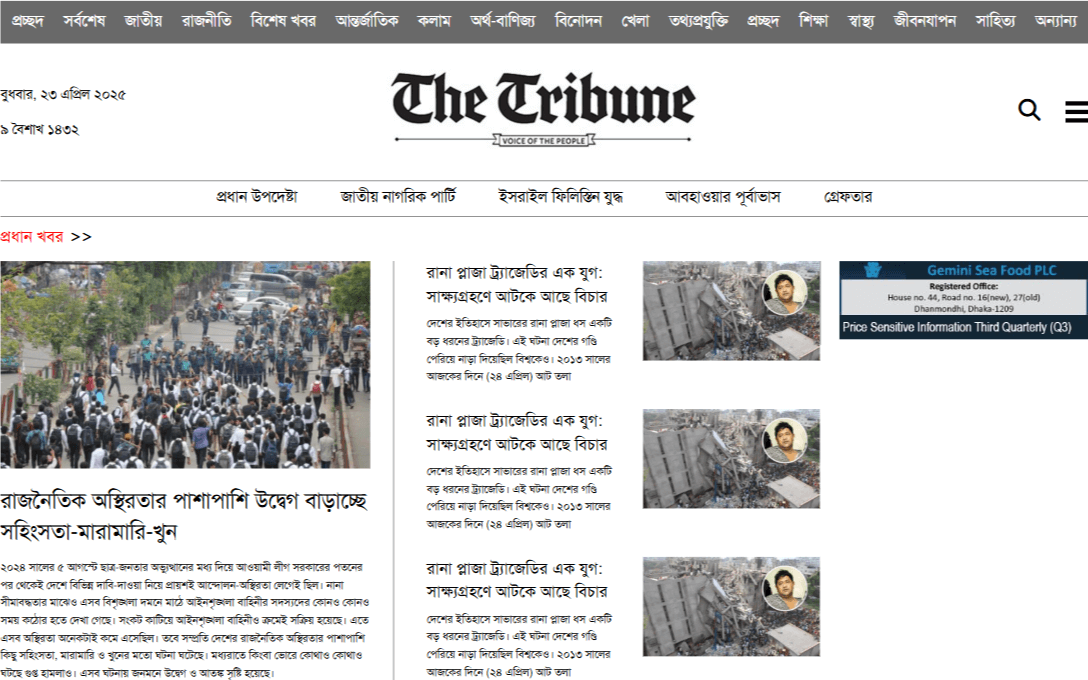 প্রচ্ছদ সর্বশেষ জাতীয় রাজনীতি বিশেষ খবর আন্তর্জাতিক কলাম অর্থ-বাণিজ্য বিনোদন খেলা তথ্যপ্রযুক্তি প্রচ্ছদ শিক্ষা স্বাস্থ্য জীবনযাপন সাহিত্য অন্যান্য
বুধবার, ২৩ এপ্রিল ২০২৫
৯ বৈশাখ ১৪৩২
The Tribune
VOICE OF THE PEOPLE
প্রধান উপদেষ্টা জাতীয় নাগরিক পার্টি ইসরাইল ফিলিস্তিন যুদ্ধ আবহাওয়ার পূর্বাভাস গ্রেফতার
প্রধান খবর >>
রাজনৈতিক অস্থিরতার পাশাপাশি উদ্বেগ বাড়াচ্ছে
সহিংসতা-মারামারি-খুন
২০২৪ সালের ৫ আগস্টে ছাত্র-জনতার অভ্যুত্থানের মধ্য দিয়ে আওয়ামী লীগ সরকারের পতনের
পর থেকেই দেশে বিভিন্ন দাবি-দাওয়া নিয়ে প্রায়শই আন্দোলন-অস্থিরতা লেগেই ছিল। নানা
সীমাবদ্ধতার মাঝেও এসব বিশৃঙ্খলা দমনে মাঠে আইনশৃঙ্খলা বাহিনীর সদস্যদের কোনও কোনও
সময় কঠোর হতে দেখা গেছে। সংকট কাটিয়ে আইনশৃঙ্খলা বাহিনীও ক্রমেই সক্রিয় হয়েছে। এতে
এসব অস্থিরতা অনেকটাই কমে এসেছিল। তবে সম্প্রতি দেশের রাজনৈতিক অস্থিরতার পাশাপাশি
কিছু সহিংসতা, মারামারি ও খুনের মতো ঘটনা ঘটেছে। মধ্যরাতে কিংবা ভোরে কোথাও কোথাও
ঘটছে গুপ্ত হামলাও। এসব ঘটনায় জনমনে উদ্বেগ ও আতঙ্ক সৃষ্টি হয়েছে।
রানা প্লাজা ট্র্যাজেডির এক যুগ:
সাক্ষ্যগ্রহণে আটকে আছে বিচার
দেশের ইতিহাসে সাভারের রানা প্লাজা ধস একটি
বড় ধরনের ট্র্যাজেডি। এই ঘটনা দেশের গণ্ডি
পেরিয়ে নাড়া দিয়েছিল বিশ্বকেও। ২০১৩ সালের
আজকের দিনে (২৪ এপ্রিল) আট তলা
রানা প্লাজা ট্র্যাজেডির এক যুগ:
সাক্ষ্যগ্রহণে আটকে আছে বিচার
দেশের ইতিহাসে সাভারের রানা প্লাজা ধস একটি
বড় ধরনের ট্র্যাজেডি। এই ঘটনা দেশের গণ্ডি
পেরিয়ে নাড়া দিয়েছিল বিশ্বকেও। ২০১৩ সালের
আজকের দিনে (২৪ এপ্রিল) আট তলা
রানা প্লাজা ট্র্যাজেডির এক যুগ:
সাক্ষ্যগ্রহণে আটকে আছে বিচার
দেশের ইতিহাসে সাভারের রানা প্লাজা ধস একটি
বড় ধরনের ট্র্যাজেডি। এই ঘটনা দেশের গণ্ডি
পেরিয়ে নাড়া দিয়েছিল বিশ্বকেও। ২০১৩ সালের
আজকের দিনে (২৪ এপ্রিল) আট তলা
Gemini Sea Food PLC
Registered Office:
House no. 44, Road no. 16(new), 27(old)
Dhanmondhi, Dhaka-1209
Price Sensitive Information Third Quarterly (Q3)